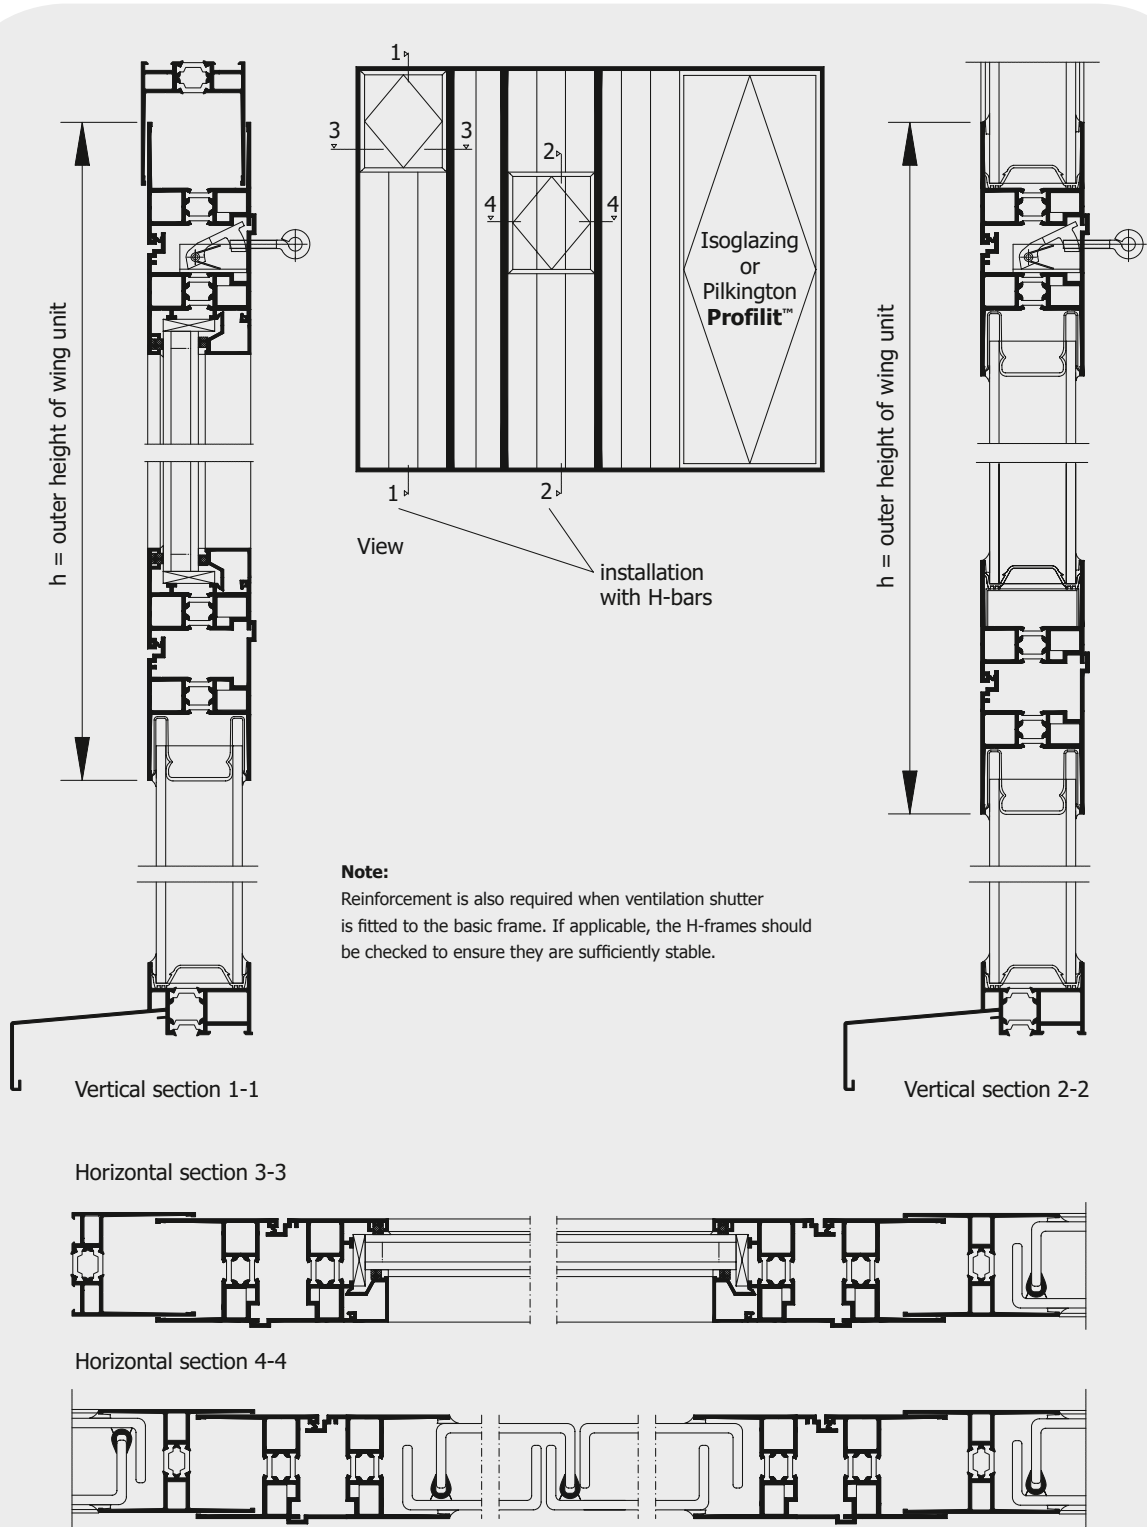 1
3
3
2
4
4
Isoglazing
or
Pilkington
Profilit™
h = outer height of wing unit
h = outer height of wing unit
1
2
View
installation
with H-bars
Note:
Reinforcement is also required when ventilation shutter
is fitted to the basic frame. If applicable, the H-frames should
be checked to ensure they are sufficiently stable.
Vertical section 1-1
Vertical section 2-2
Horizontal section 3-3
Horizontal section 4-4